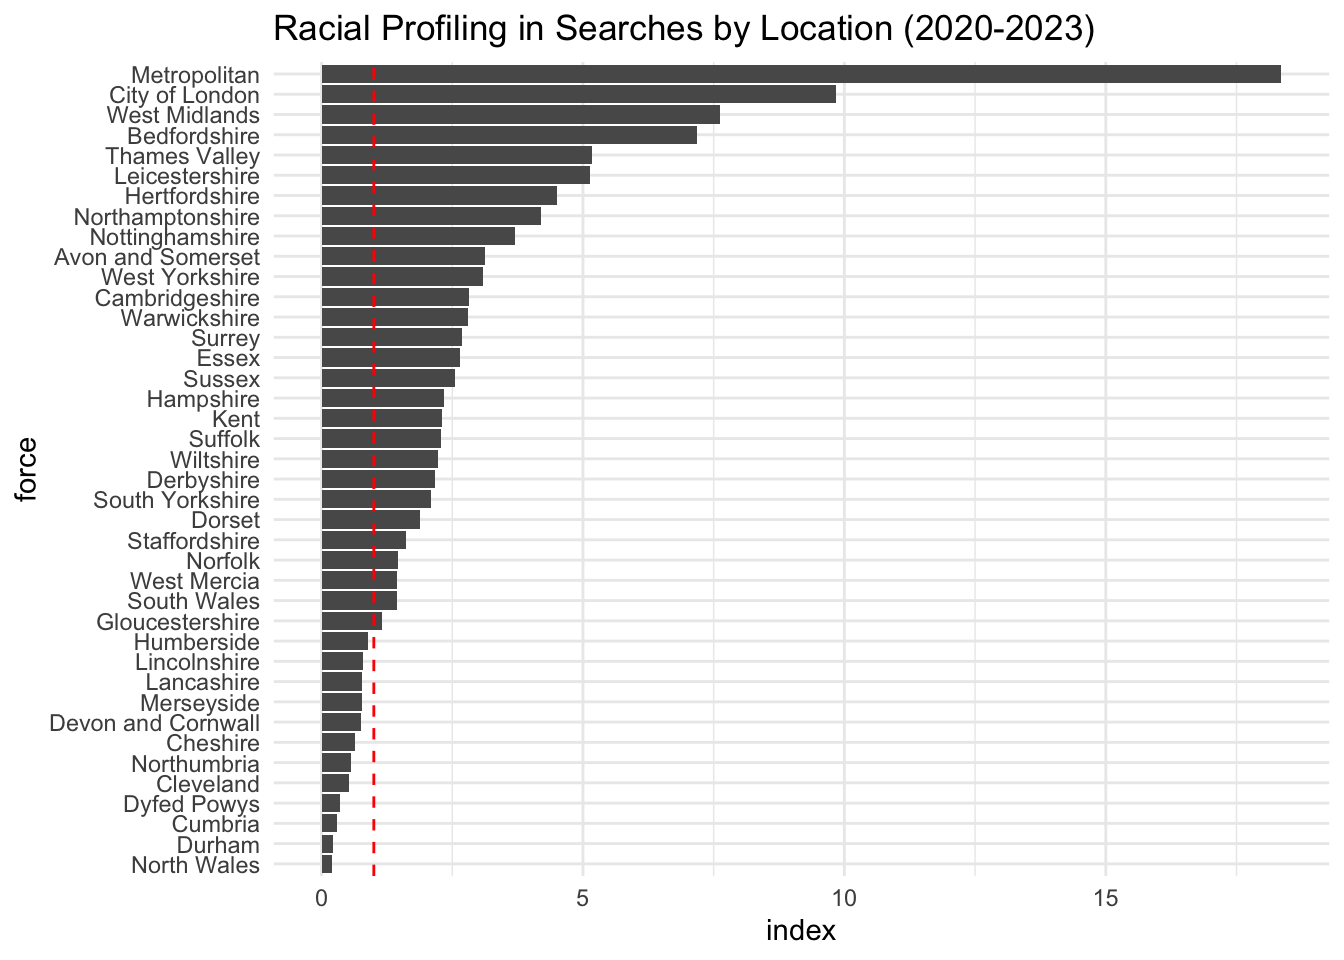 Racial Profiling in Searches by Location (2020-2023)
Metropolitan
City of London
West Midlands
Bedfordshire
Thames Valley
Leicestershire
Hertfordshire
Northamptonshire
Nottinghamshire
Avon and Somerset
West Yorkshire
Cambridgeshire
Warwickshire
Surrey
Essex
Sussex
Hampshire
Kent
Suffolk
Wiltshire
Derbyshire
South Yorkshire
Dorset
Staffordshire
Norfolk
West Mercia
South Wales
Gloucestershire
Humberside
Lincolnshire
Lancashire
Merseyside
Devon and Cornwall
Cheshire
Northumbria
Cleveland
Dyfed Powys
Cumbria
Durham
North Wales
force
0 5 10 15
index